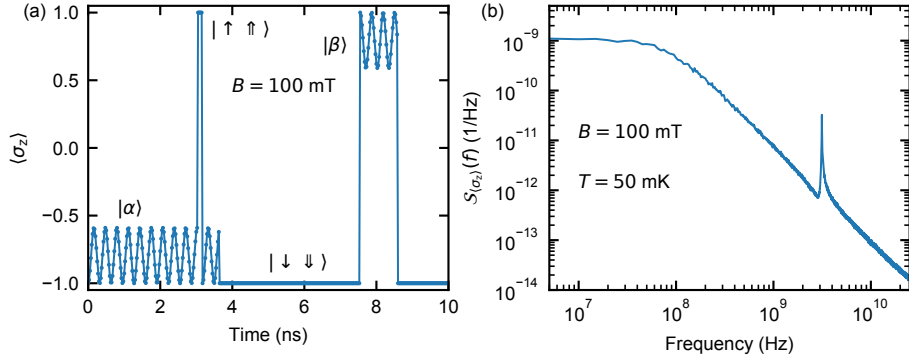 (a)
1.0
0.5
0.0
−0.5
−1.0
⟨σz⟩
|↑ ⇑⟩
|β⟩
B = 100 mT
|α⟩
|↓ ⇓⟩
0 2 4 6 8 10
Time (ns)
(b)
10⁻⁹
10⁻¹⁰
10⁻¹¹
10⁻¹²
10⁻¹³
10⁻¹⁴
S⟨σz⟩(f) (1/Hz)
B = 100 mT
T = 50 mK
10⁷ 10⁸ 10⁹ 10¹⁰
Frequency (Hz)